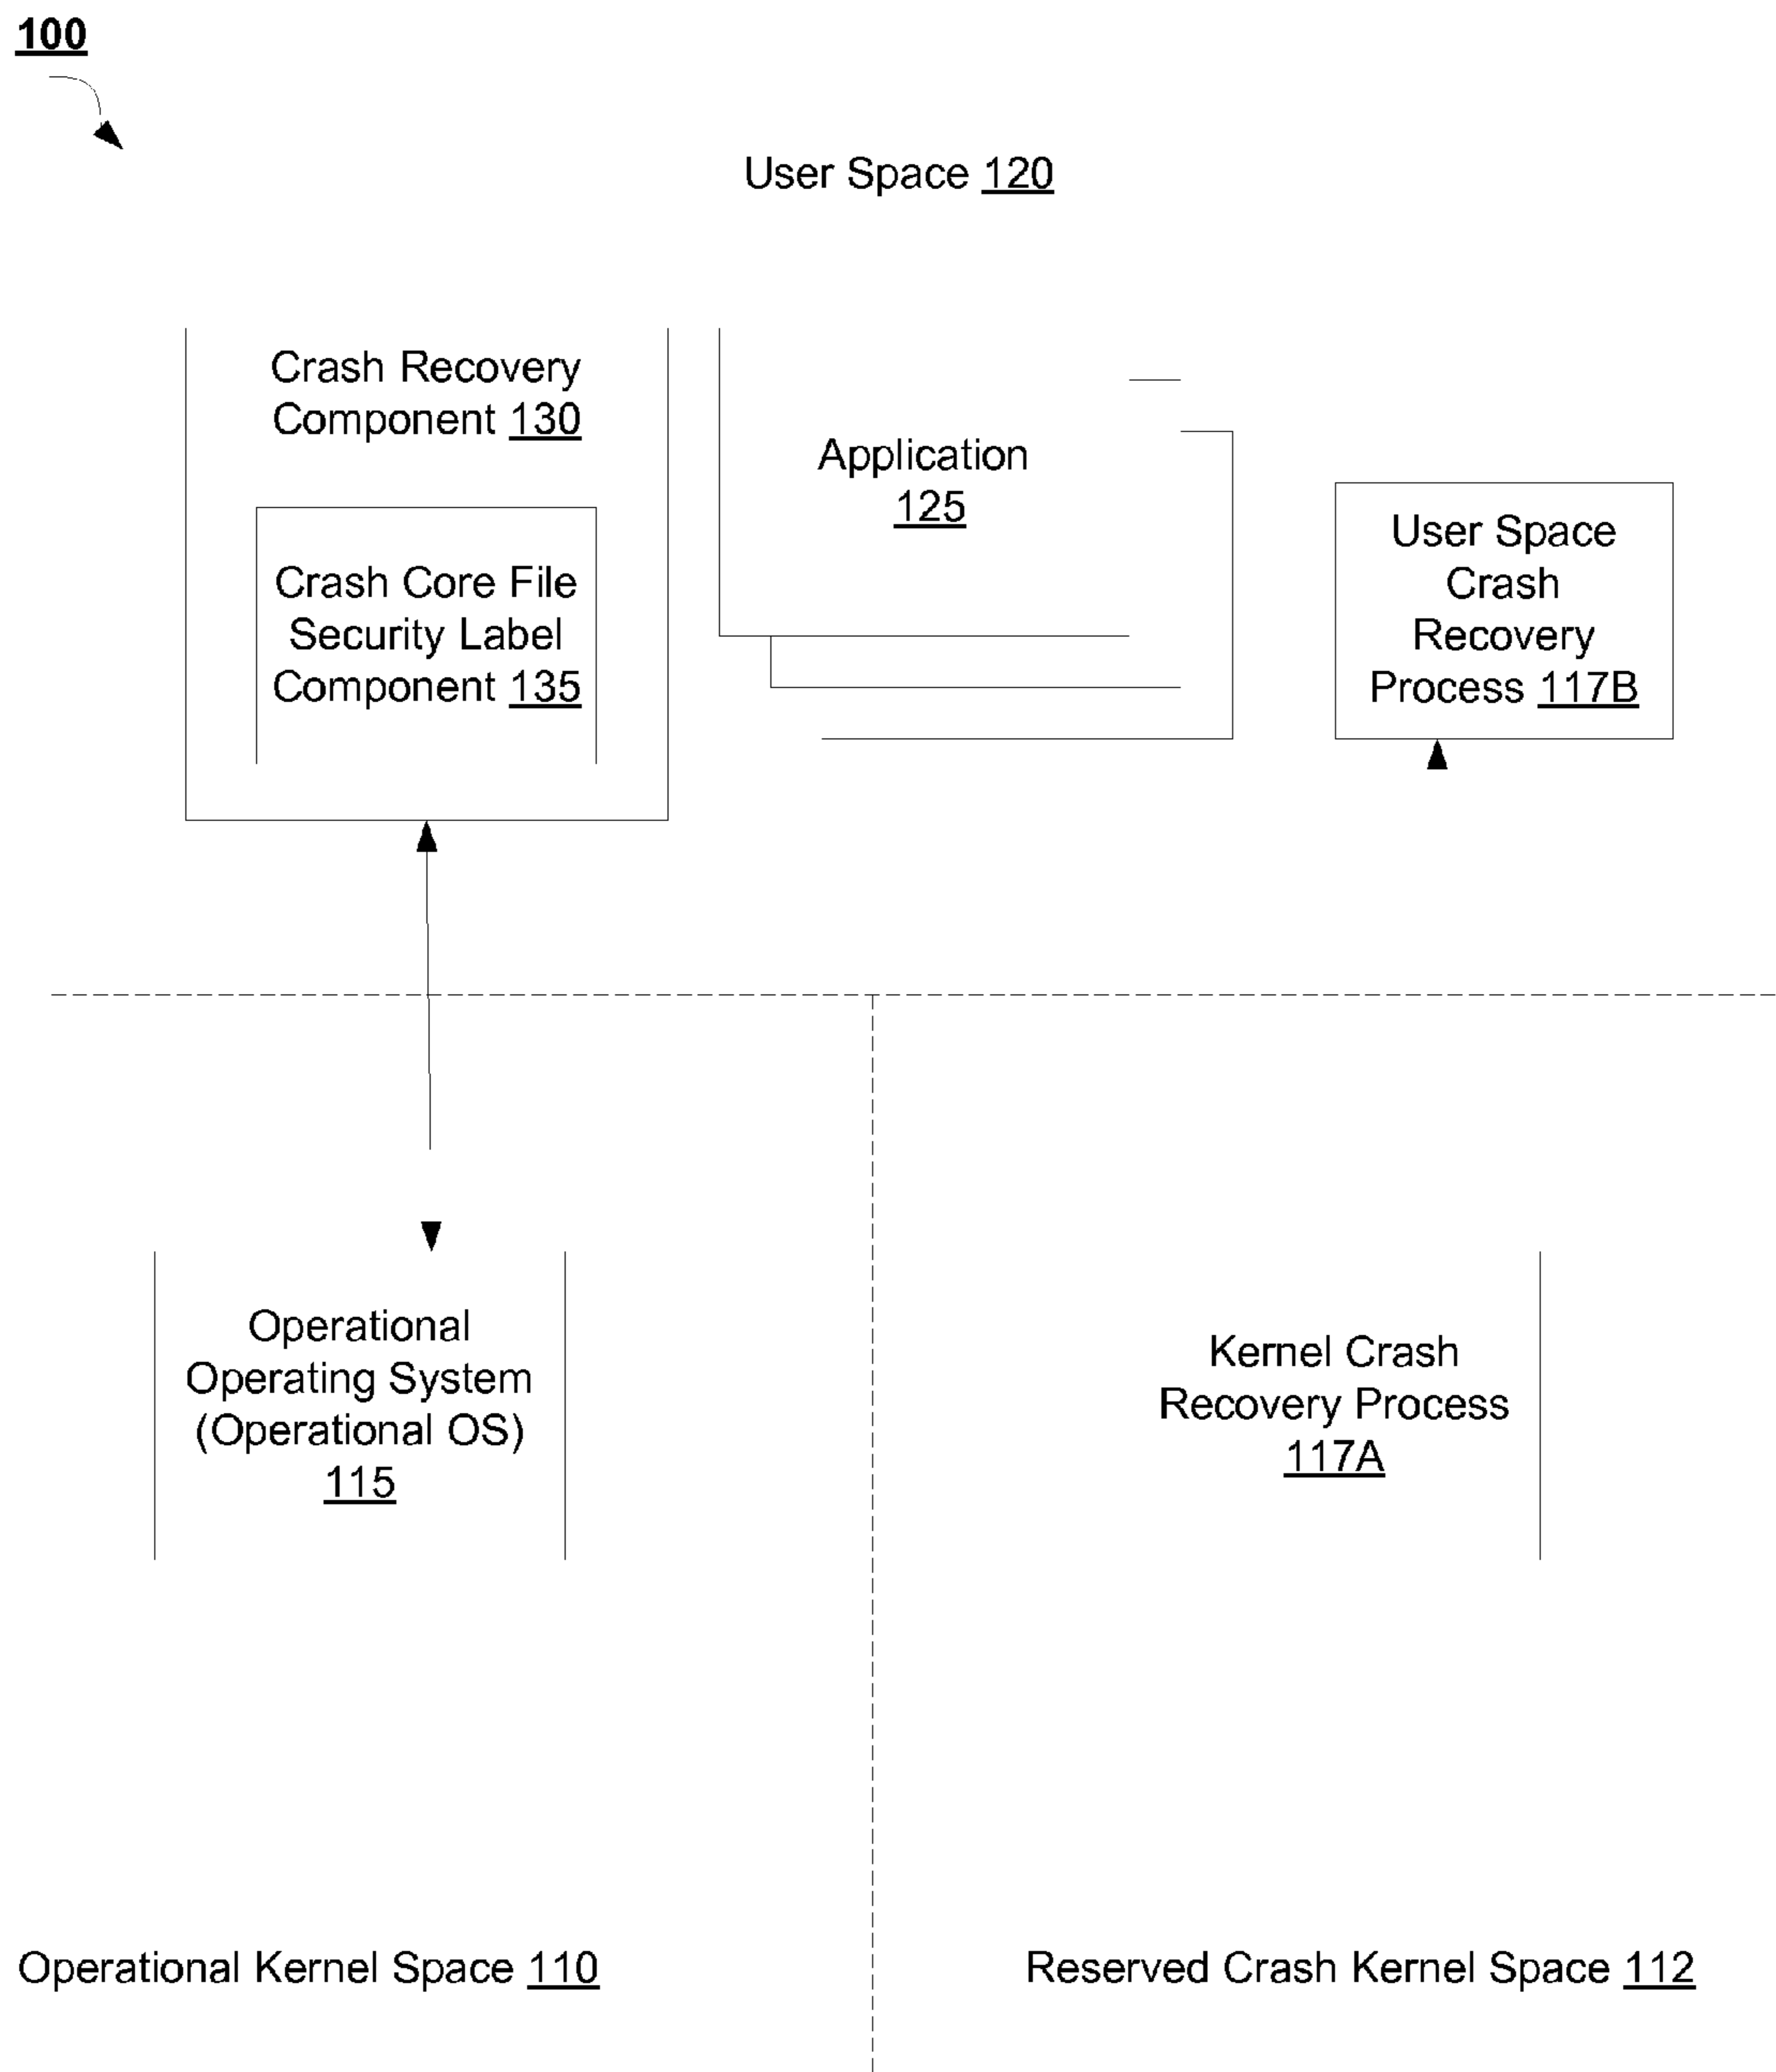 100
User Space 120
Crash Recovery
Component 130
Crash Core File
Security Label
Component 135
Application
125
User Space
Crash
Recovery
Process 117B
Operational
Operating System
(Operational OS)
115
Kernel Crash
Recovery Process
117A
Operational Kernel Space 110
Reserved Crash Kernel Space 112